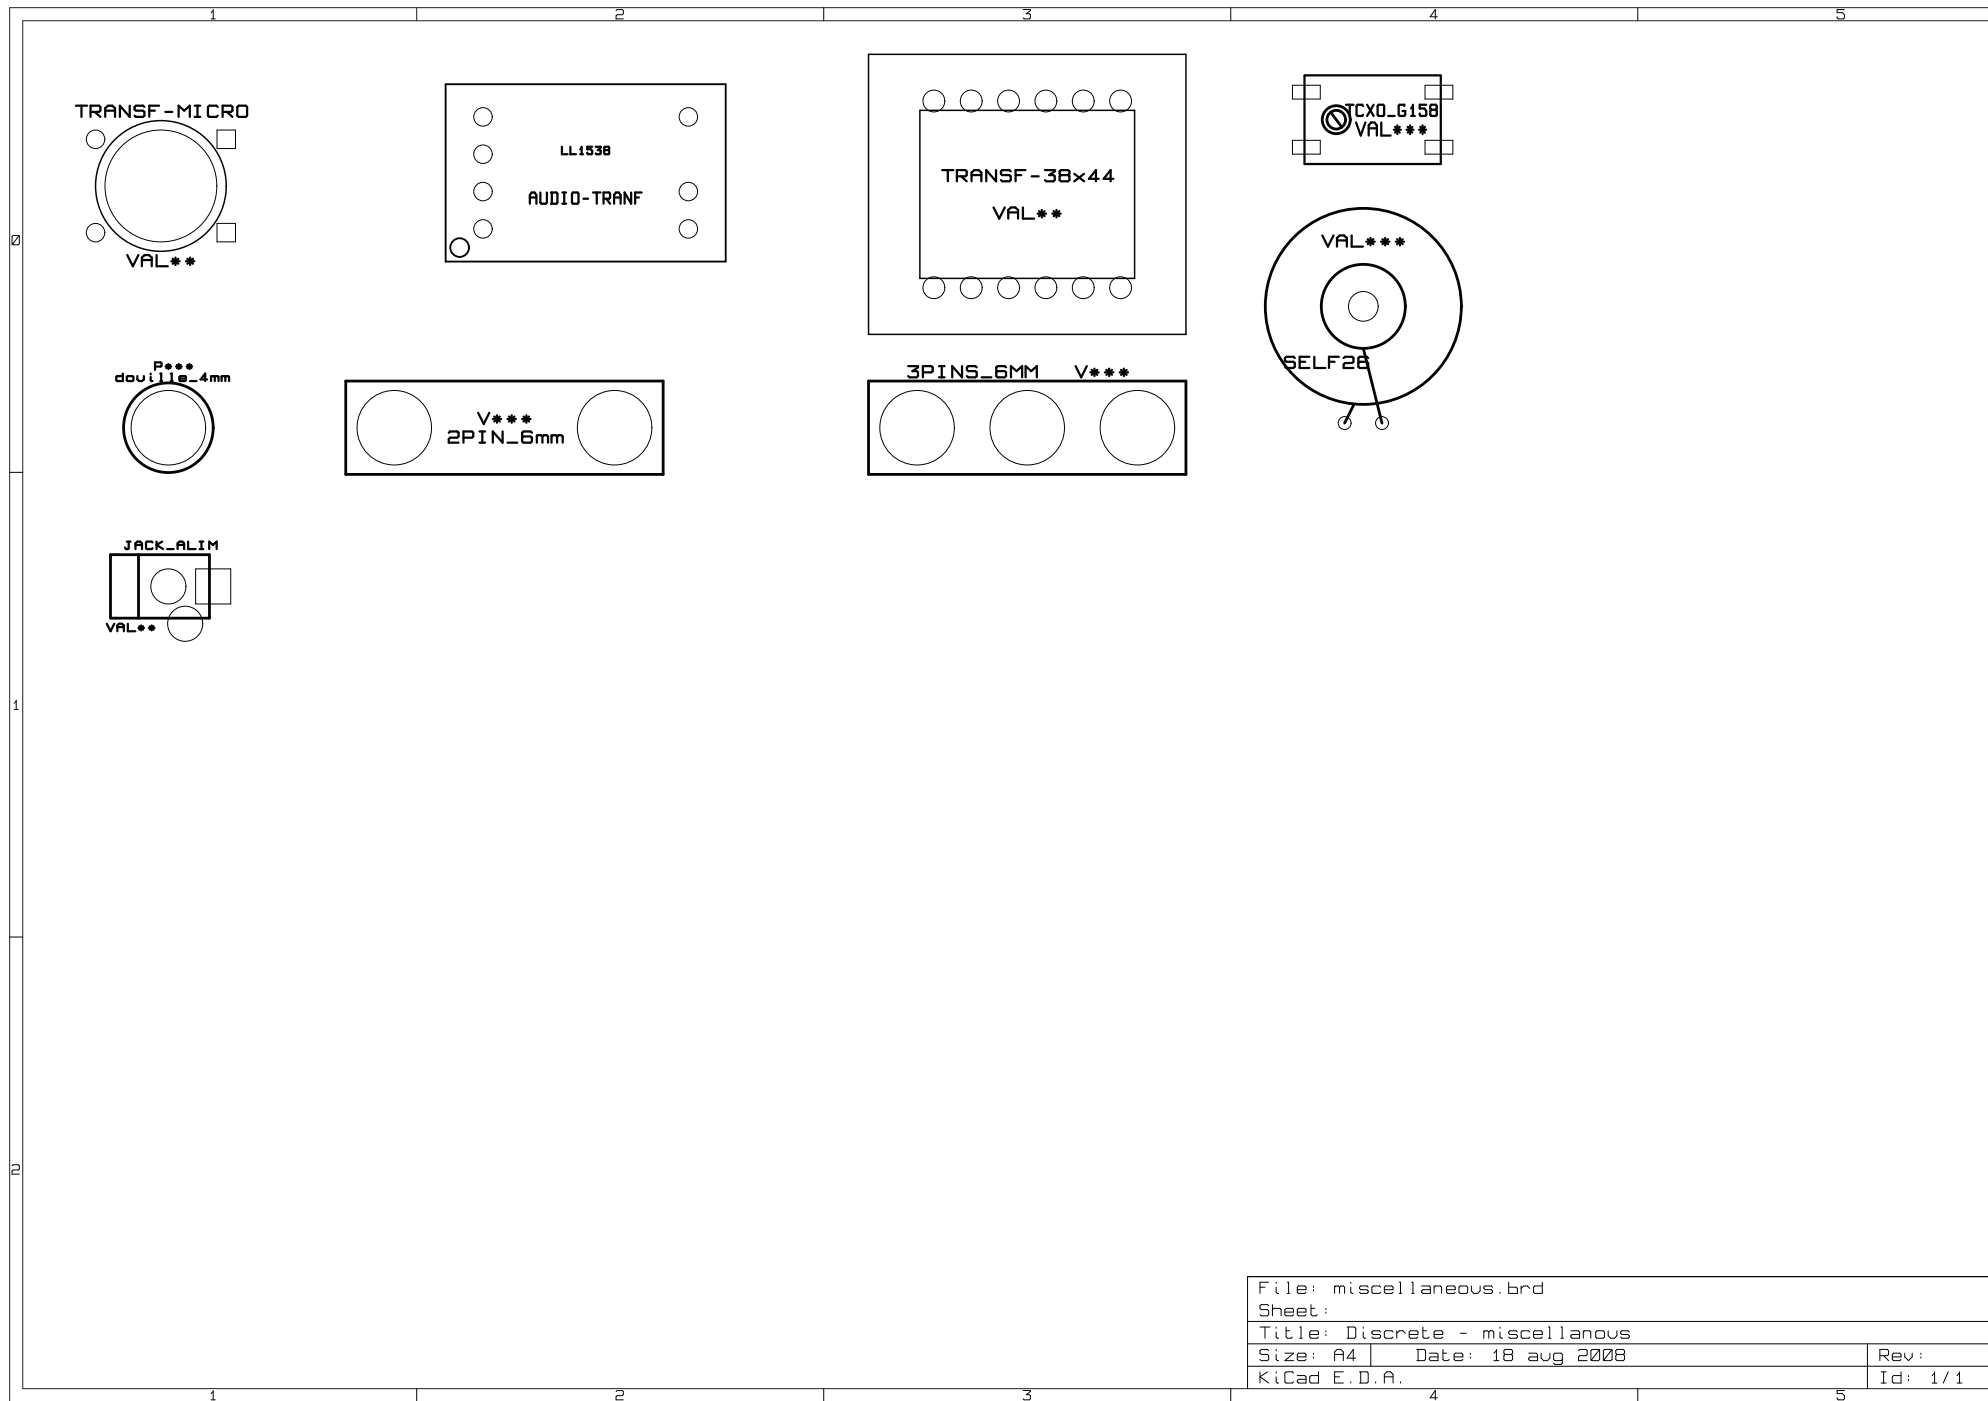 1 2 3 4 5
TRANSF-MICRO
VAL**
LL1538
AUDIO-TRANF
TRANSF-38x44
VAL**
TCXO_G158
VAL***
0
VAL***
SELF26
P***
douille_4mm
V***
2PIN_6mm
3PINS_6MM V***
JACK_ALIM
VAL**
1
2
File: miscellaneous.brd
Sheet:
Title: Discrete - miscellanous
Size: A4 Date: 18 aug 2008 Rev:
KiCad E.D.A. Id: 1/1
1 2 3 4 5